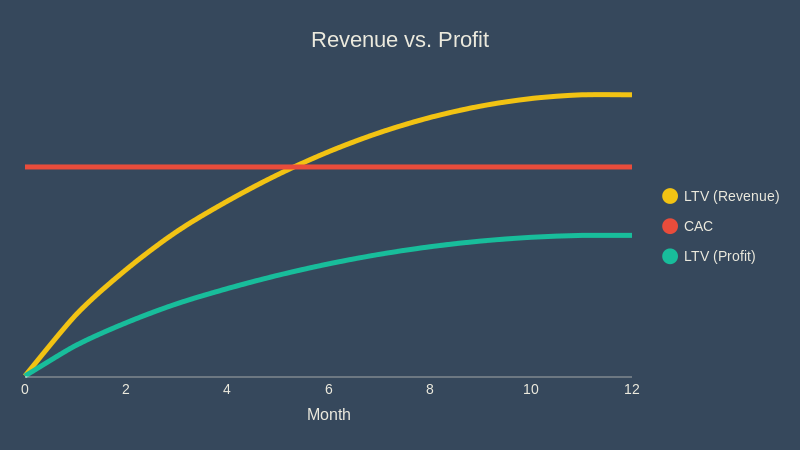 Revenue vs. Profit
LTV (Revenue)
CAC
LTV (Profit)
0 2 4 6 8 10 12
Month